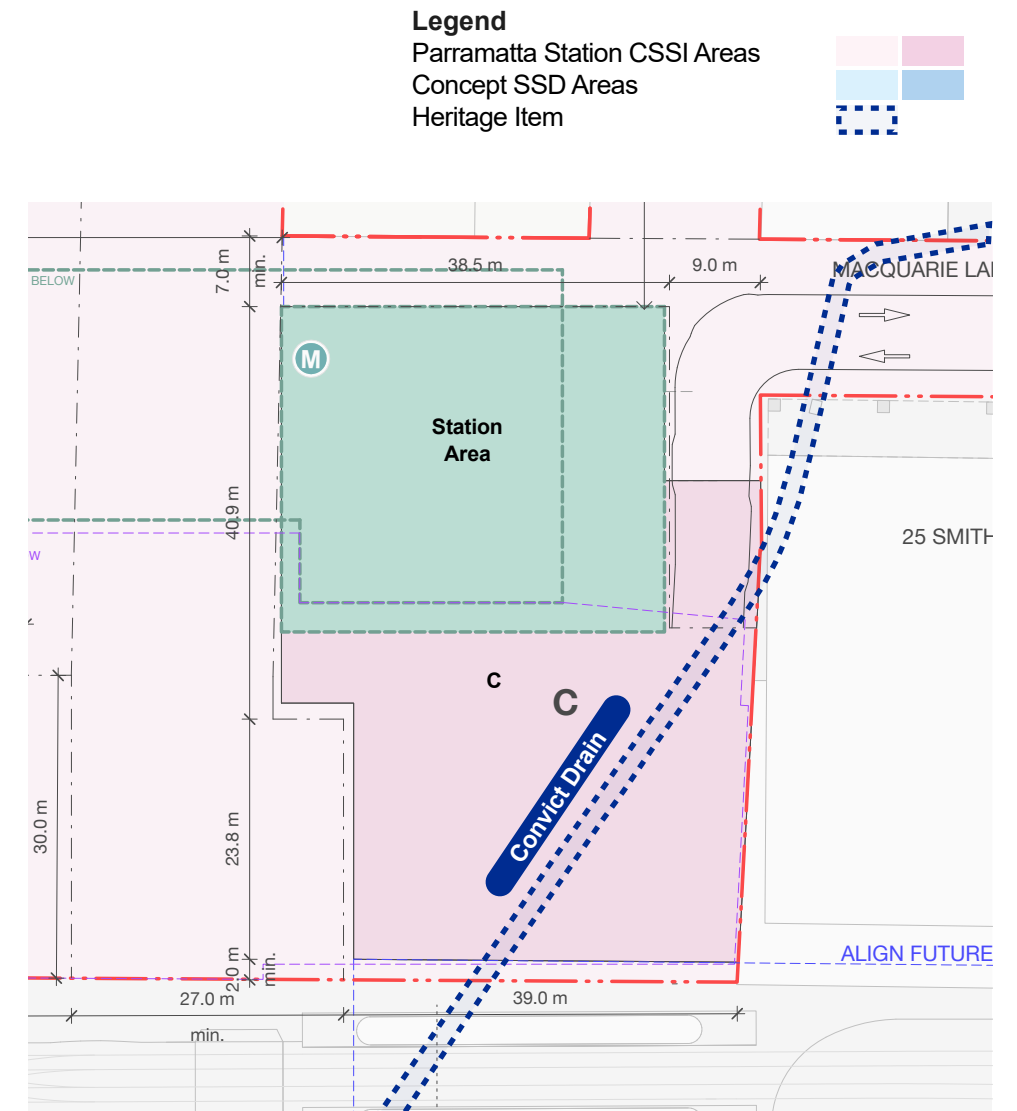 Legend
Parramatta Station CSSI Areas
Concept SSD Areas
Heritage Item
7.0 m
min.
38.5 m
9.0 m
MACQUARIE LA
BELOW
M
Station
Area
40.9 m
25 SMITH
W
C
C
Convict Drain
30.0 m
23.8 m
2.0 m
min.
ALIGN FUTURE
27.0 m
min.
39.0 m